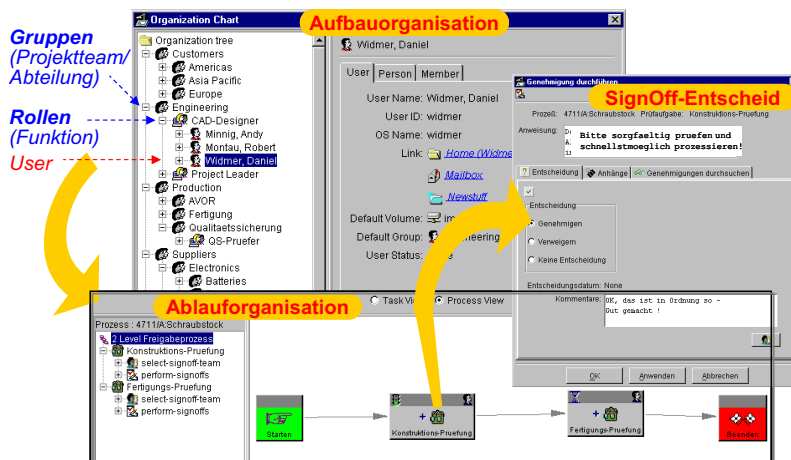 Organization Chart
Aufbauorganisation
Gruppen
(Projektteam/
Abteilung)
Rollen
(Funktion)
User
Organization tree
Customers
Americas
Asia Pacific
Europe
Engineering
CAD-Designer
Minnig, Andy
Montau, Robert
Widmer, Daniel
Project Leader
Production
AVOR
Fertigung
Qualitaetssicherung
QS-Pruefer
Suppliers
Electronics
Batteries
Widmer, Daniel
User Person Member
User Name: Widmer, Daniel
User ID: widmer
OS Name: widmer
Link: Home (Widme
Mailbox
Newstuff
Default Volume: im
Default Group: neering
User Status:
Genehmigung durchführen
SignOff-Entscheid
Prozeß: 4711/A:Schraubstock Prüfaufgabe: Konstruktions-Pruefung
Anweisung:
Bitte sorgfaeltig pruefen und
schnellstmoeglich prozessieren!
Entscheidung Anhänge Genehmigungen durchsuchen
Entscheidung
Genehmigen
Verweigern
Keine Entscheidung
Entscheidungsdatum: None
Kommentare: OK, das ist in Ordnung so -
Gut gemacht !
OK Anwenden Abbrechen
Ablauforganisation
Task Vi Process View
Prozess : 4711/A:Schraubstock
2 Level Freigabeprozess
Konstruktions-Pruefung
select-signoff-team
perform-signoffs
Fertigungs-Pruefung
select-signoff-team
perform-signoffs
Starten
Konstruktions-Pruefung
Fertigungs-Pruefung
Beenden